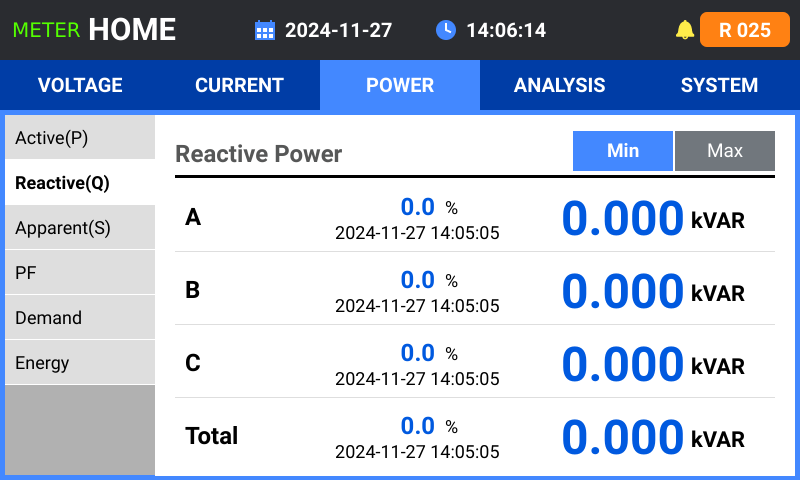 METER HOME 2024-11-27 14:06:14 R 025
VOLTAGE CURRENT POWER ANALYSIS SYSTEM
Active(P)
Reactive(Q)
Apparent(S)
PF
Demand
Energy
Reactive Power Min Max
A 0.0 % 0.000 kVAR
2024-11-27 14:05:05
B 0.0 % 0.000 kVAR
2024-11-27 14:05:05
C 0.0 % 0.000 kVAR
2024-11-27 14:05:05
Total 0.0 % 0.000 kVAR
2024-11-27 14:05:05